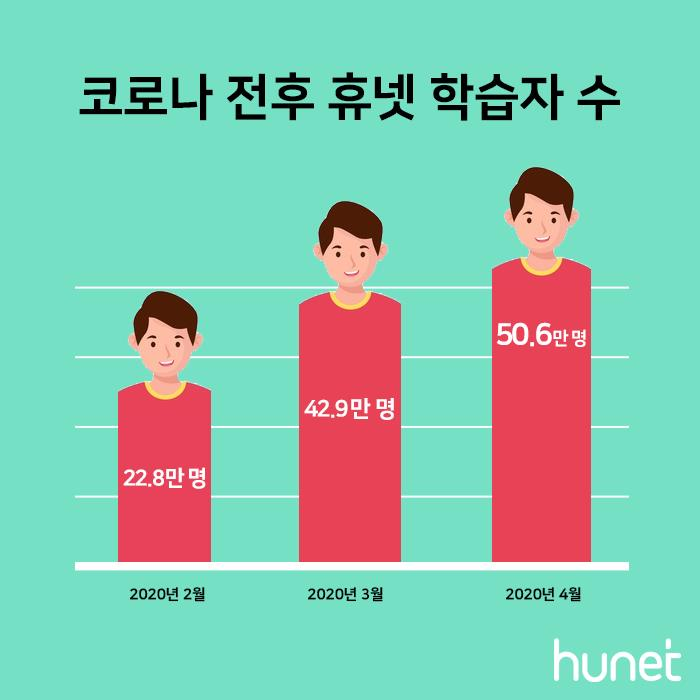 코로나 전후 휴넷 학습자 수
22.8만 명
42.9만 명
50.6만 명
2020년 2월
2020년 3월
2020년 4월
hunet